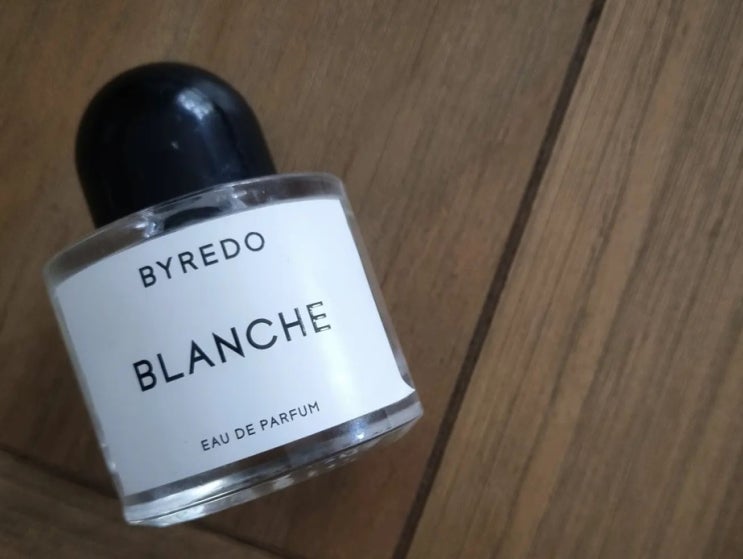 BYREDO
BLANCHE
EAU DE PARFUM